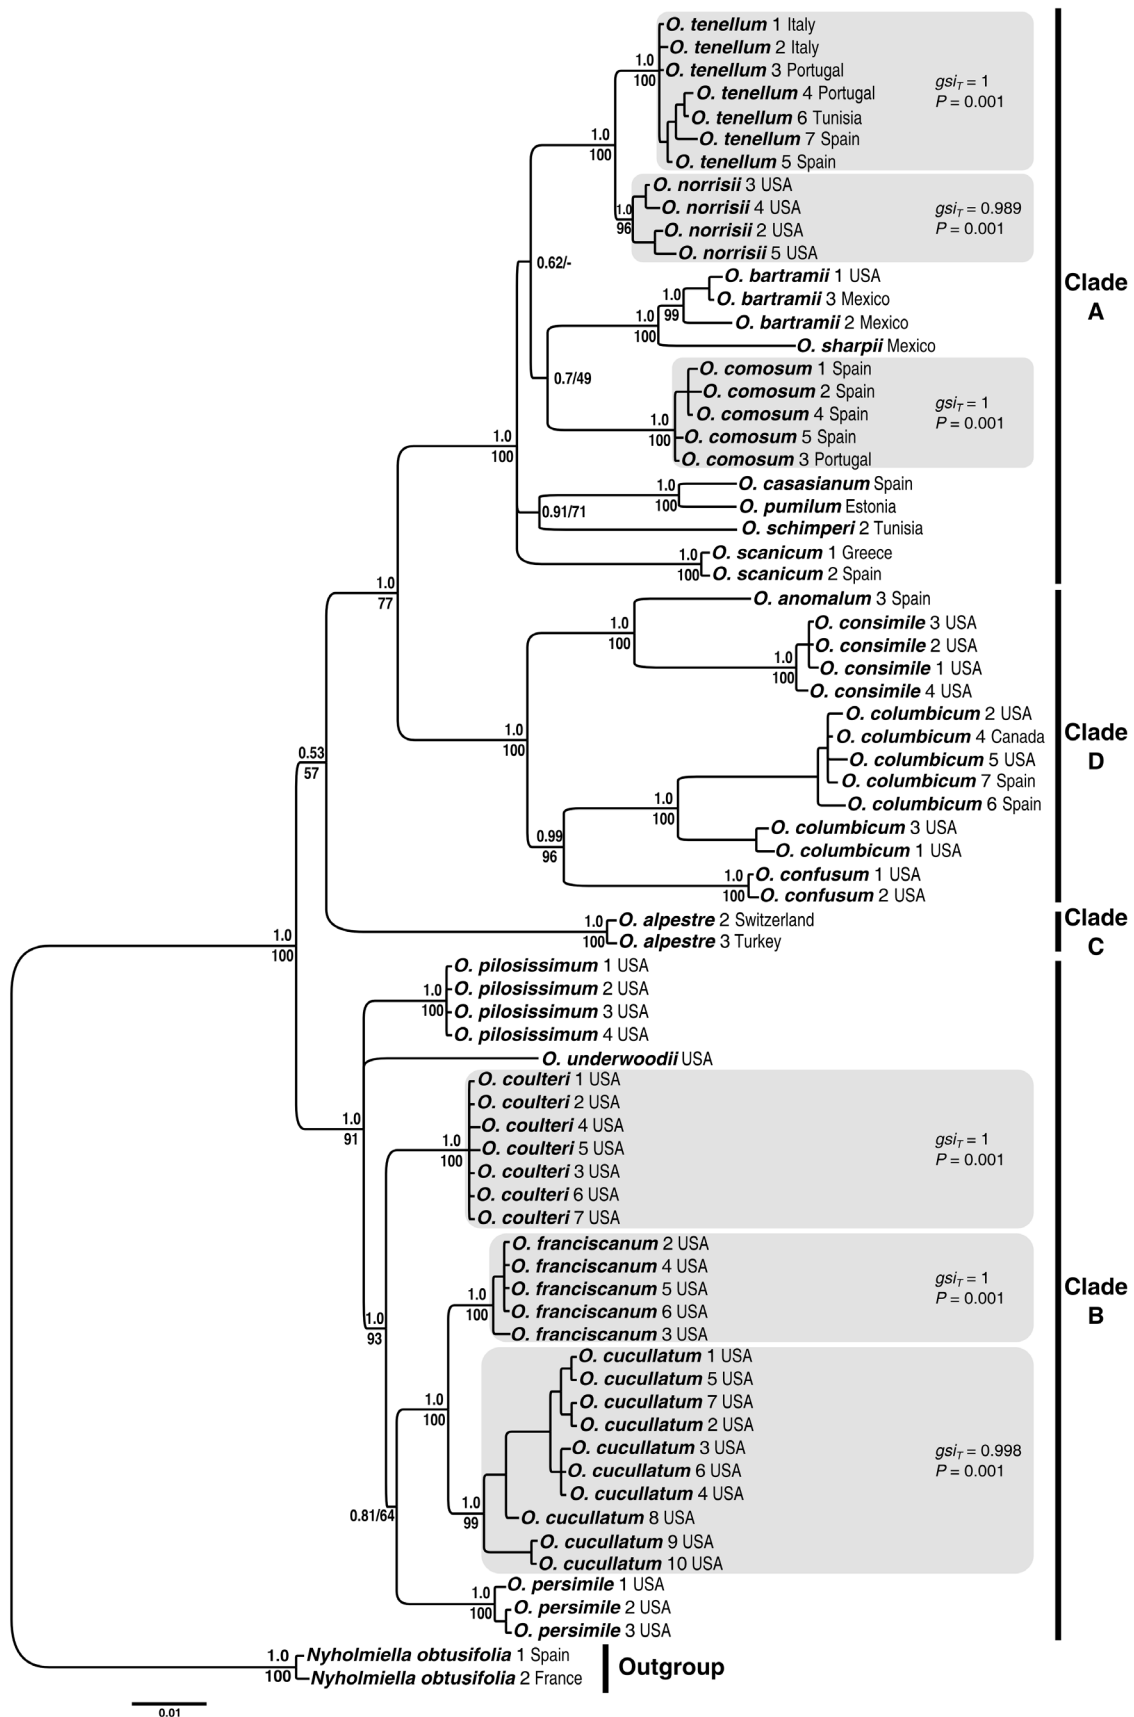 O. tenellum 1 Italy
O. tenellum 2 Italy
1.0
100
O. tenellum 3 Portugal
gsiT = 1
P = 0.001
O. tenellum 4 Portugal
O. tenellum 6 Tunisia
O. tenellum 7 Spain
1.0
100
O. tenellum 5 Spain
O. norrisii 3 USA
1.0
96
O. norrisii 4 USA
gsiT = 0.989
P = 0.001
O. norrisii 2 USA
O. norrisii 5 USA
0.62/-
O. bartramii 1 USA
Clade
A
1.0
99
O. bartramii 3 Mexico
1.0
100
O. bartramii 2 Mexico
O. sharpii Mexico
0.7/49
O. comosum 1 Spain
O. comosum 2 Spain
gsiT = 1
P = 0.001
O. comosum 4 Spain
1.0
100
O. comosum 5 Spain
1.0
100
O. comosum 3 Portugal
O. casasianum Spain
1.0
100
O. pumilum Estonia
0.91/71
O. schimperi 2 Tunisia
O. scanicum 1 Greece
1.0
100
O. scanicum 2 Spain
1.0
77
O. anomalum 3 Spain
1.0
100
O. consimile 3 USA
O. consimile 2 USA
1.0
100
O. consimile 1 USA
O. consimile 4 USA
O. columbicum 2 USA
1.0
100
O. columbicum 4 Canada
Clade
D
0.53
57
O. columbicum 5 USA
O. columbicum 7 Spain
1.0
100
O. columbicum 6 Spain
O. columbicum 3 USA
0.99
96
O. columbicum 1 USA
O. confusum 1 USA
1.0
100
O. confusum 2 USA
O. alpestre 2 Switzerland
1.0
100
O. alpestre 3 Turkey
Clade
C
1.0
100
O. pilosissimum 1 USA
O. pilosissimum 2 USA
1.0
100
O. pilosissimum 3 USA
O. pilosissimum 4 USA
O. underwoodii USA
O. coulteri 1 USA
O. coulteri 2 USA
1.0
91
O. coulteri 4 USA
1.0
100
O. coulteri 5 USA
gsiT = 1
P = 0.001
O. coulteri 3 USA
O. coulteri 6 USA
O. coulteri 7 USA
O. franciscanum 2 USA
O. franciscanum 4 USA
gsiT = 1
P = 0.001
Clade
B
1.0
100
O. franciscanum 5 USA
O. franciscanum 6 USA
1.0
93
O. franciscanum 3 USA
O. cucullatum 1 USA
O. cucullatum 5 USA
1.0
100
O. cucullatum 7 USA
O. cucullatum 2 USA
O. cucullatum 3 USA
gsiT = 0.998
P = 0.001
O. cucullatum 6 USA
O. cucullatum 4 USA
0.81/64
1.0
99
O. cucullatum 8 USA
O. cucullatum 9 USA
O. cucullatum 10 USA
O. persimile 1 USA
1.0
100
O. persimile 2 USA
O. persimile 3 USA
1.0
100
Nyholmiella obtusifolia 1 Spain
Nyholmiella obtusifolia 2 France
Outgroup
0.01